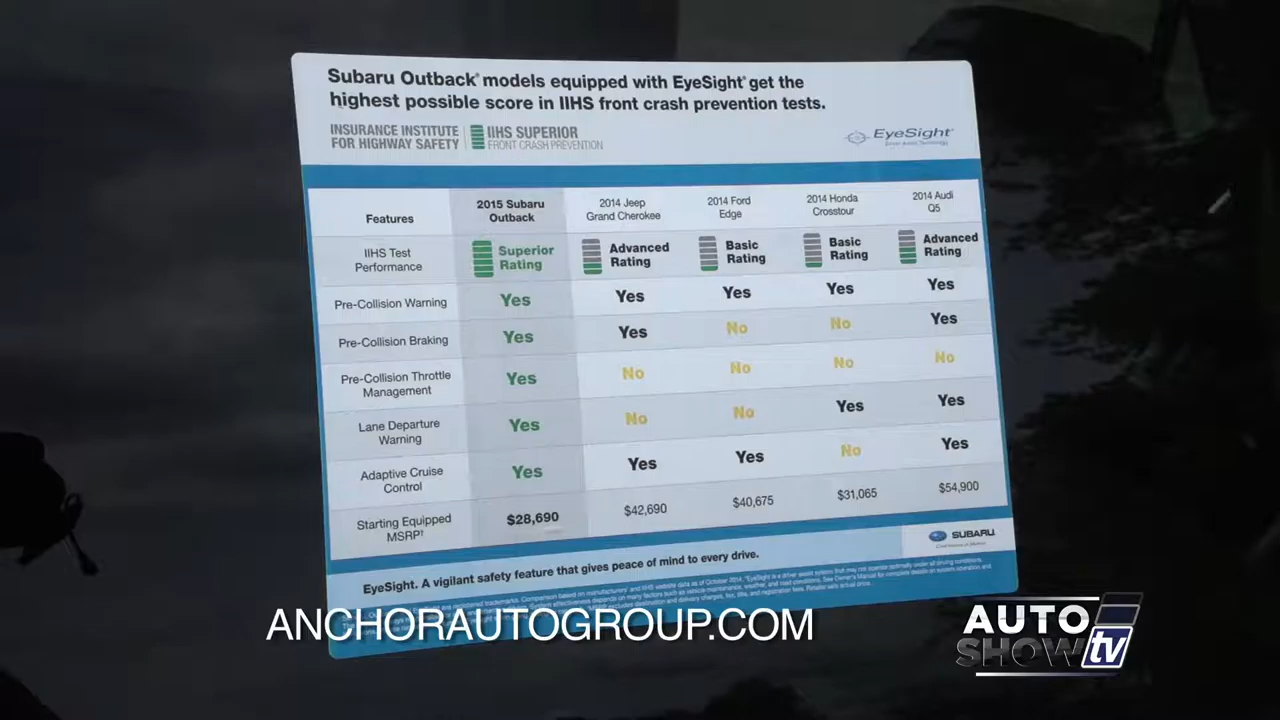 Subaru Outback® models equipped with EyeSight® get the
highest possible score in IIHS front crash prevention tests.
INSURANCE INSTITUTE
FOR HIGHWAY SAFETY
IIHS SUPERIOR
FRONT CRASH PREVENTION
EyeSight®
Features
2015 Subaru
Outback
2014 Jeep
Grand Cherokee
2014 Ford
Edge
2014 Honda
Crosstour
2014 Audi
Q5
IIHS Test
Performance
Superior
Rating
Advanced
Rating
Basic
Rating
Basic
Rating
Advanced
Rating
Pre-Collision Warning
Yes
Yes
Yes
Yes
Yes
Pre-Collision Braking
Yes
Yes
No
No
Yes
Pre-Collision Throttle
Management
Yes
No
No
No
No
Lane Departure
Warning
Yes
No
No
Yes
Yes
Adaptive Cruise
Control
Yes
Yes
Yes
No
Yes
Starting Equipped
MSRP†
$28,690
$42,690
$40,675
$31,065
$54,900
SUBARU
EyeSight. A vigilant safety feature that gives peace of mind to every drive.
ANCHORAUTOGROUP.COM
AUTO
SHOW
tv